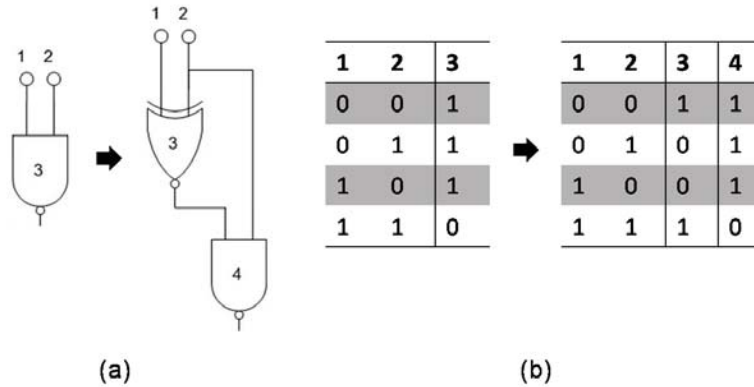 1 2
3
1 2
3
4
1 2 3
0 0 1
0 1 1
1 0 1
1 1 0
1 2 3 4
0 0 1 1
0 1 0 1
1 0 0 1
1 1 1 0
(a)
(b)